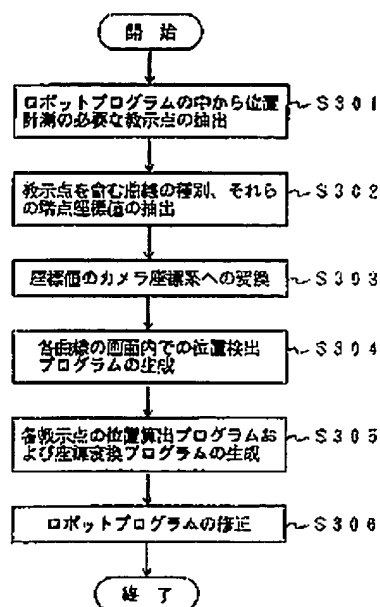 開 始
ロボットプログラムの中から位置
計測の必要な教示点の抽出
S301
教示点を含む曲線の種別、それら
の端点座標値の抽出
S302
座標値のカメラ座標系への変換
S303
各曲線の画面内での位置検出
プログラムの生成
S304
各教示点の位置算出プログラムお
よび座標変換プログラムの生成
S305
ロボットプログラムの修正
S306
終 了